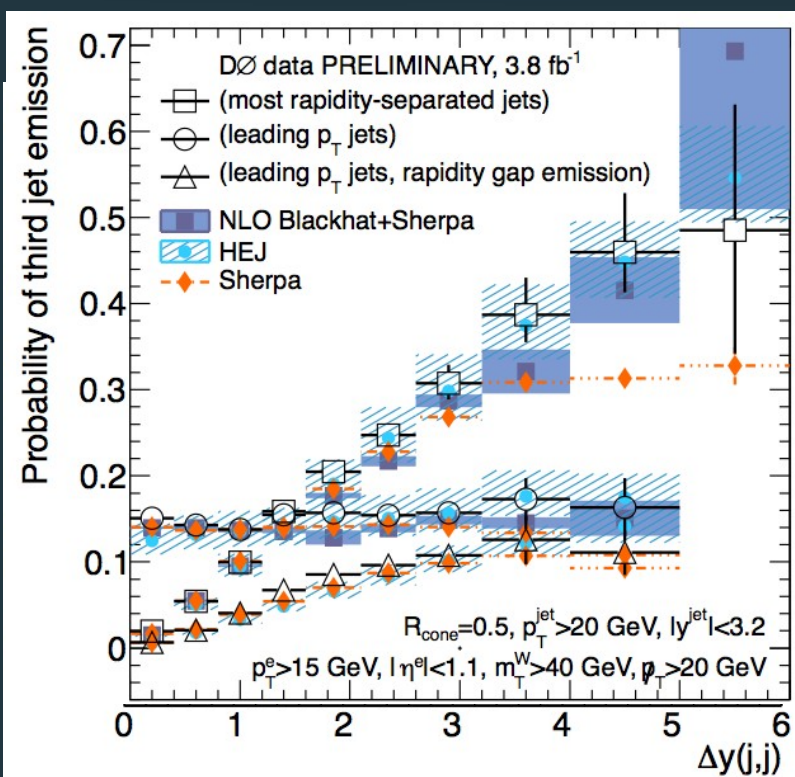 Probability of third jet emission
0.7
0.6
0.5
0.4
0.3
0.2
0.1
0
DØ data PRELIMINARY, 3.8 fb⁻¹
(most rapidity-separated jets)
(leading p_T jets)
(leading p_T jets, rapidity gap emission)
NLO Blackhat+Sherpa
HEJ
Sherpa
R_cone=0.5, p_T^jet>20 GeV, |y^jet|<3.2
p_T^e>15 GeV, |η^e|<1.1, m_T^W>40 GeV, p̸_T>20 GeV
0 1 2 3 4 5 6
Δy(j,j)